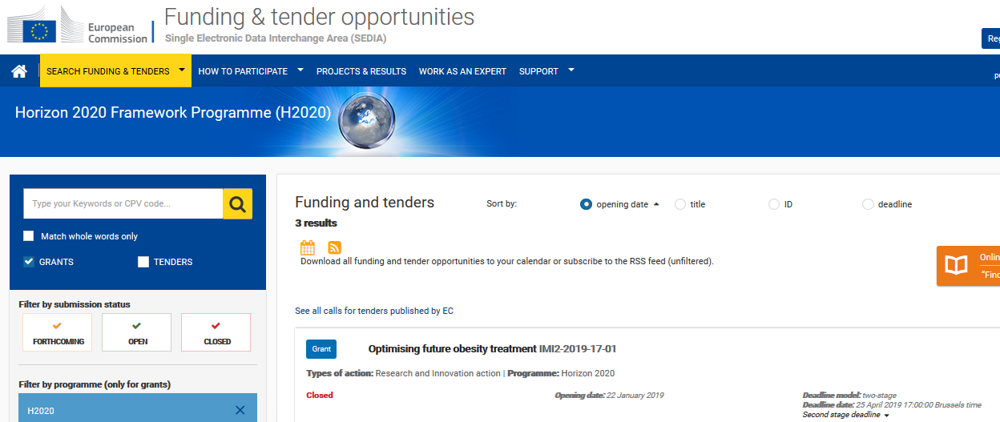 Funding & tender opportunities
European
Commission
Single Electronic Data Interchange Area (SEDIA)
SEARCH FUNDING & TENDERS
HOW TO PARTICIPATE
PROJECTS & RESULTS
WORK AS AN EXPERT
SUPPORT
Horizon 2020 Framework Programme (H2020)
Type your Keywords or CPV code...
Match whole words only
GRANTS
TENDERS
Filter by submission status
FORTHCOMING
OPEN
CLOSED
Filter by programme (only for grants)
H2020
Funding and tenders
Sort by:
opening date
title
ID
deadline
3 results
Download all funding and tender opportunities to your calendar or subscribe to the RSS feed (unfiltered).
See all calls for tenders published by EC
Grant
Optimising future obesity treatment IMI2-2019-17-01
Types of action: Research and Innovation action | Programme: Horizon 2020
Closed
Opening date: 22 January 2019
Deadline model: two-stage
Deadline date: 25 April 2019 17:00:00 Brussels time
Second stage deadline